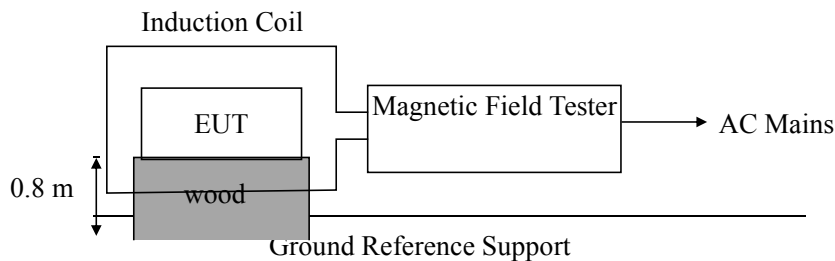 Induction Coil
EUT
Magnetic Field Tester
AC Mains
0.8 m
wood
Ground Reference Support